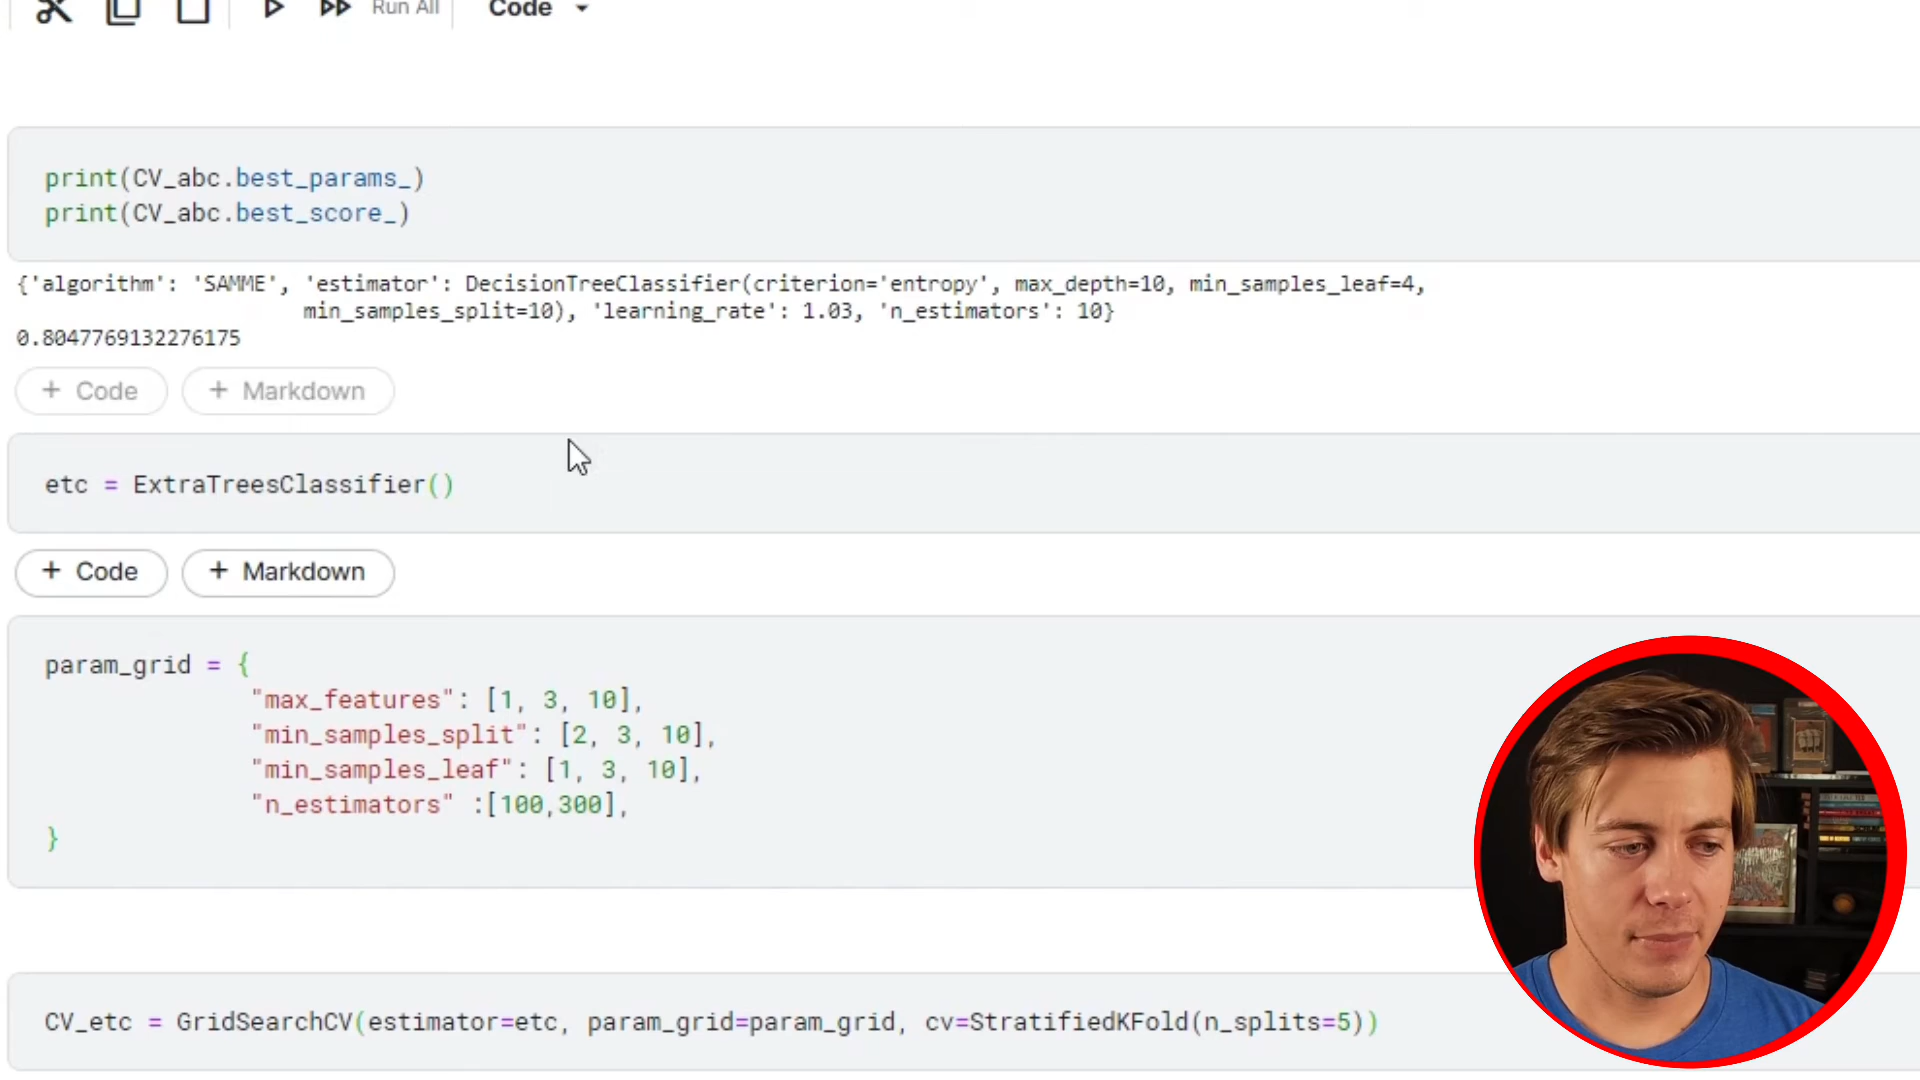 Run All
Code
print(CV_abc.best_params_)
print(CV_abc.best_score_)
{'algorithm': 'SAMME', 'estimator': DecisionTreeClassifier(criterion='entropy', max_depth=10, min_samples_leaf=4,
min_samples_split=10), 'learning_rate': 1.03, 'n_estimators': 10}
0.8047769132276175
+ Code + Markdown
etc = ExtraTreesClassifier()
+ Code + Markdown
param_grid = {
"max_features": [1, 3, 10],
"min_samples_split": [2, 3, 10],
"min_samples_leaf": [1, 3, 10],
"n_estimators" :[100,300],
}
CV_etc = GridSearchCV(estimator=etc, param_grid=param_grid, cv=StratifiedKFold(n_splits=5))